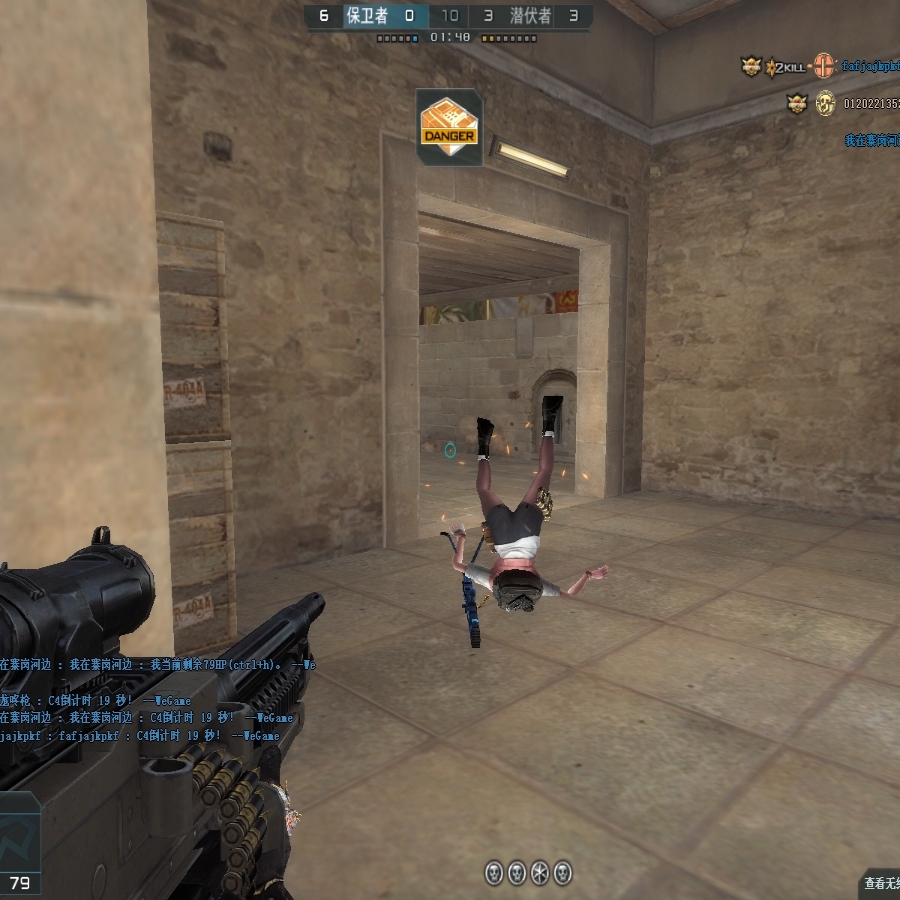 6 保卫者 0 10 3 潜伏者 3
01:48
2KILL fafjajkpkf
0120221352
我在寨岗河
DANGER
R-404A
R-404A
在寨岗河边 : 我在寨岗河边 : 我当前剩余79HP(ctrl+h)。 --We
枪 : C4倒计时 19 秒! --WeGame
在寨岗河边 : 我在寨岗河边 : C4倒计时 19 秒! --WeGame
jajkpkf : fafjajkpkf : C4倒计时 19 秒! --WeGame
79
查看无线